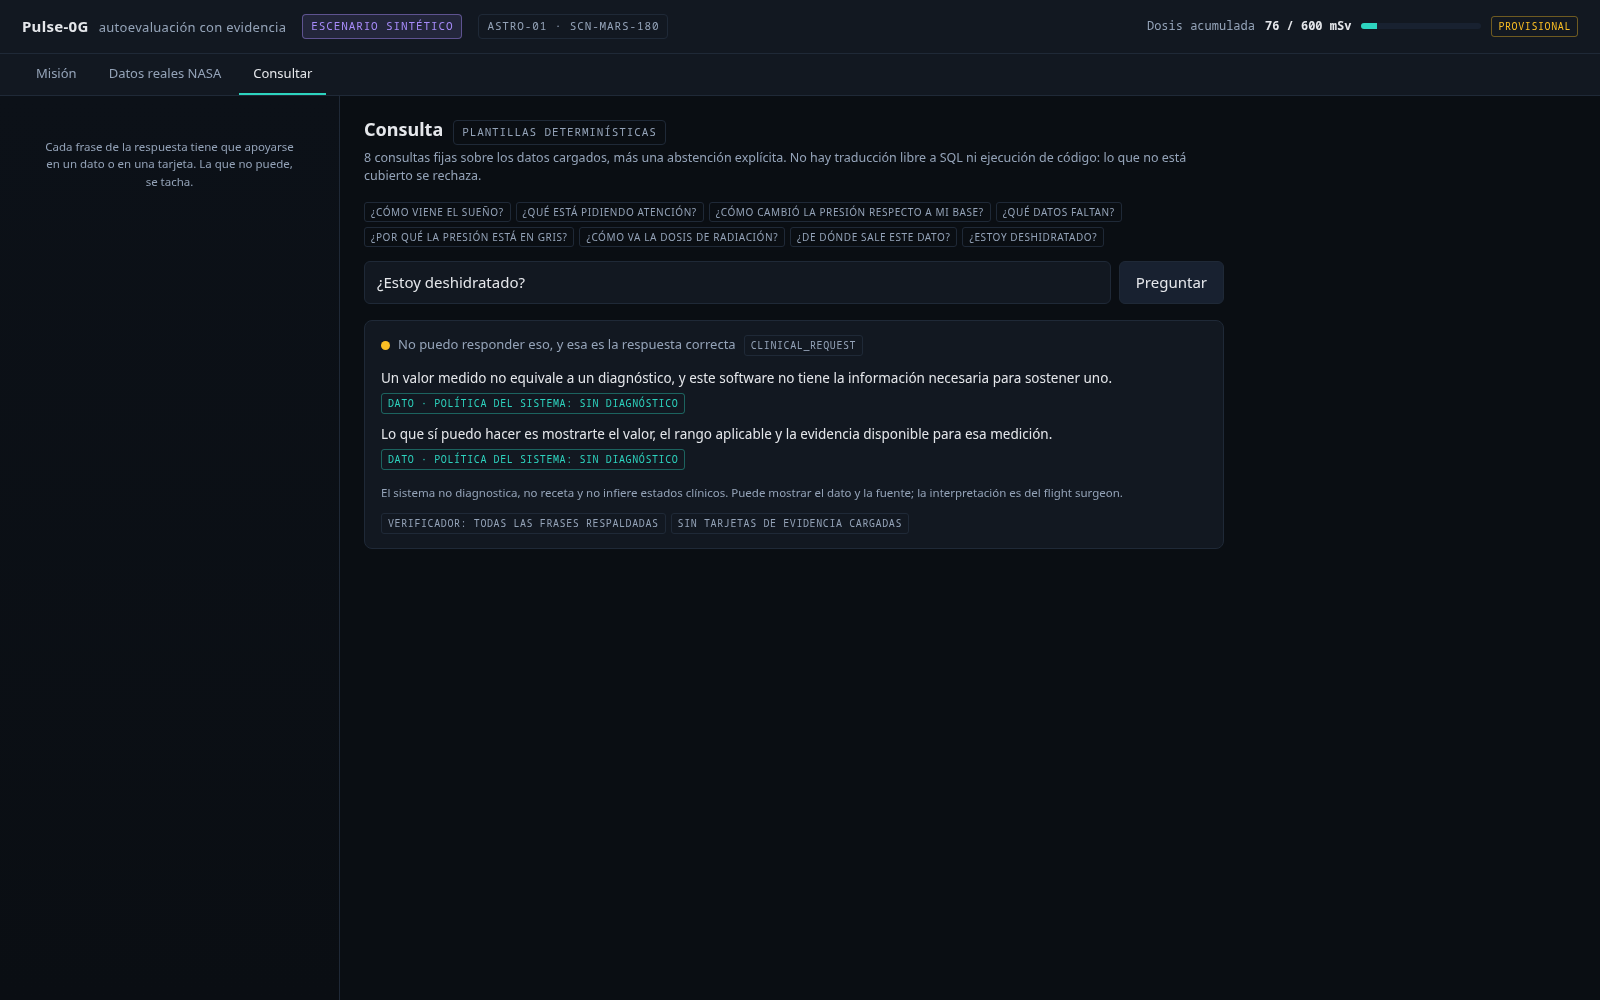 Pulse-0G autoevaluación con evidencia ESCENARIO SINTÉTICO ASTRO-01 · SCN-MARS-180 Dosis acumulada 76 / 600 mSv PROVISIONAL
Misión Datos reales NASA Consultar
Cada frase de la respuesta tiene que apoyarse
en un dato o en una tarjeta. La que no puede,
se tacha.
Consulta PLANTILLAS DETERMINÍSTICAS
8 consultas fijas sobre los datos cargados, más una abstención explícita. No hay traducción libre a SQL ni ejecución de código: lo que no está
cubierto se rechaza.
¿CÓMO VIENE EL SUEÑO? ¿QUÉ ESTÁ PIDIENDO ATENCIÓN? ¿CÓMO CAMBIÓ LA PRESIÓN RESPECTO A MI BASE? ¿QUÉ DATOS FALTAN?
¿POR QUÉ LA PRESIÓN ESTÁ EN GRIS? ¿CÓMO VA LA DOSIS DE RADIACIÓN? ¿DE DÓNDE SALE ESTE DATO? ¿ESTOY DESHIDRATADO?
¿Estoy deshidratado? Preguntar
No puedo responder eso, y esa es la respuesta correcta CLINICAL_REQUEST
Un valor medido no equivale a un diagnóstico, y este software no tiene la información necesaria para sostener uno.
DATO · POLÍTICA DEL SISTEMA: SIN DIAGNÓSTICO
Lo que sí puedo hacer es mostrarte el valor, el rango aplicable y la evidencia disponible para esa medición.
DATO · POLÍTICA DEL SISTEMA: SIN DIAGNÓSTICO
El sistema no diagnostica, no receta y no infiere estados clínicos. Puede mostrar el dato y la fuente; la interpretación es del flight surgeon.
VERIFICADOR: TODAS LAS FRASES RESPALDADAS SIN TARJETAS DE EVIDENCIA CARGADAS